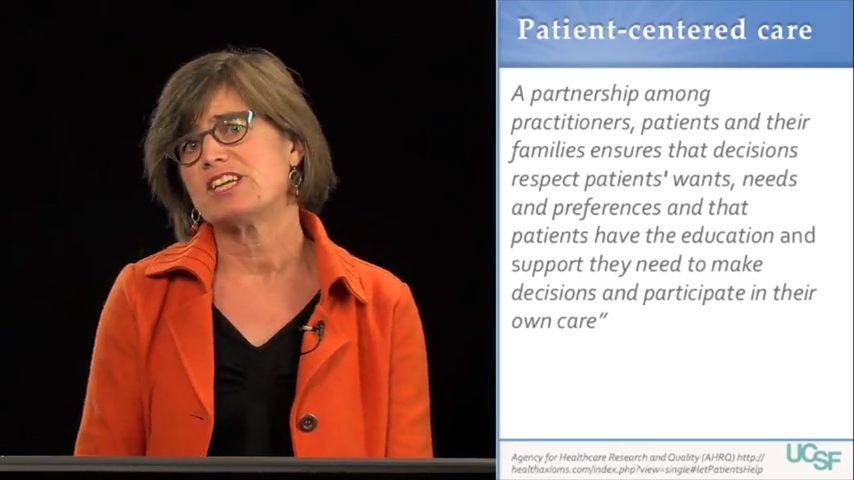 Patient-centered care
A partnership among
practitioners, patients and their
families ensures that decisions
respect patients' wants, needs
and preferences and that
patients have the education and
support they need to make
decisions and participate in their
own care”
Agency for Healthcare Research and Quality (AHRQ) http://
healthaxioms.com/index.php?view=single#letPatientsHelp
UCSF